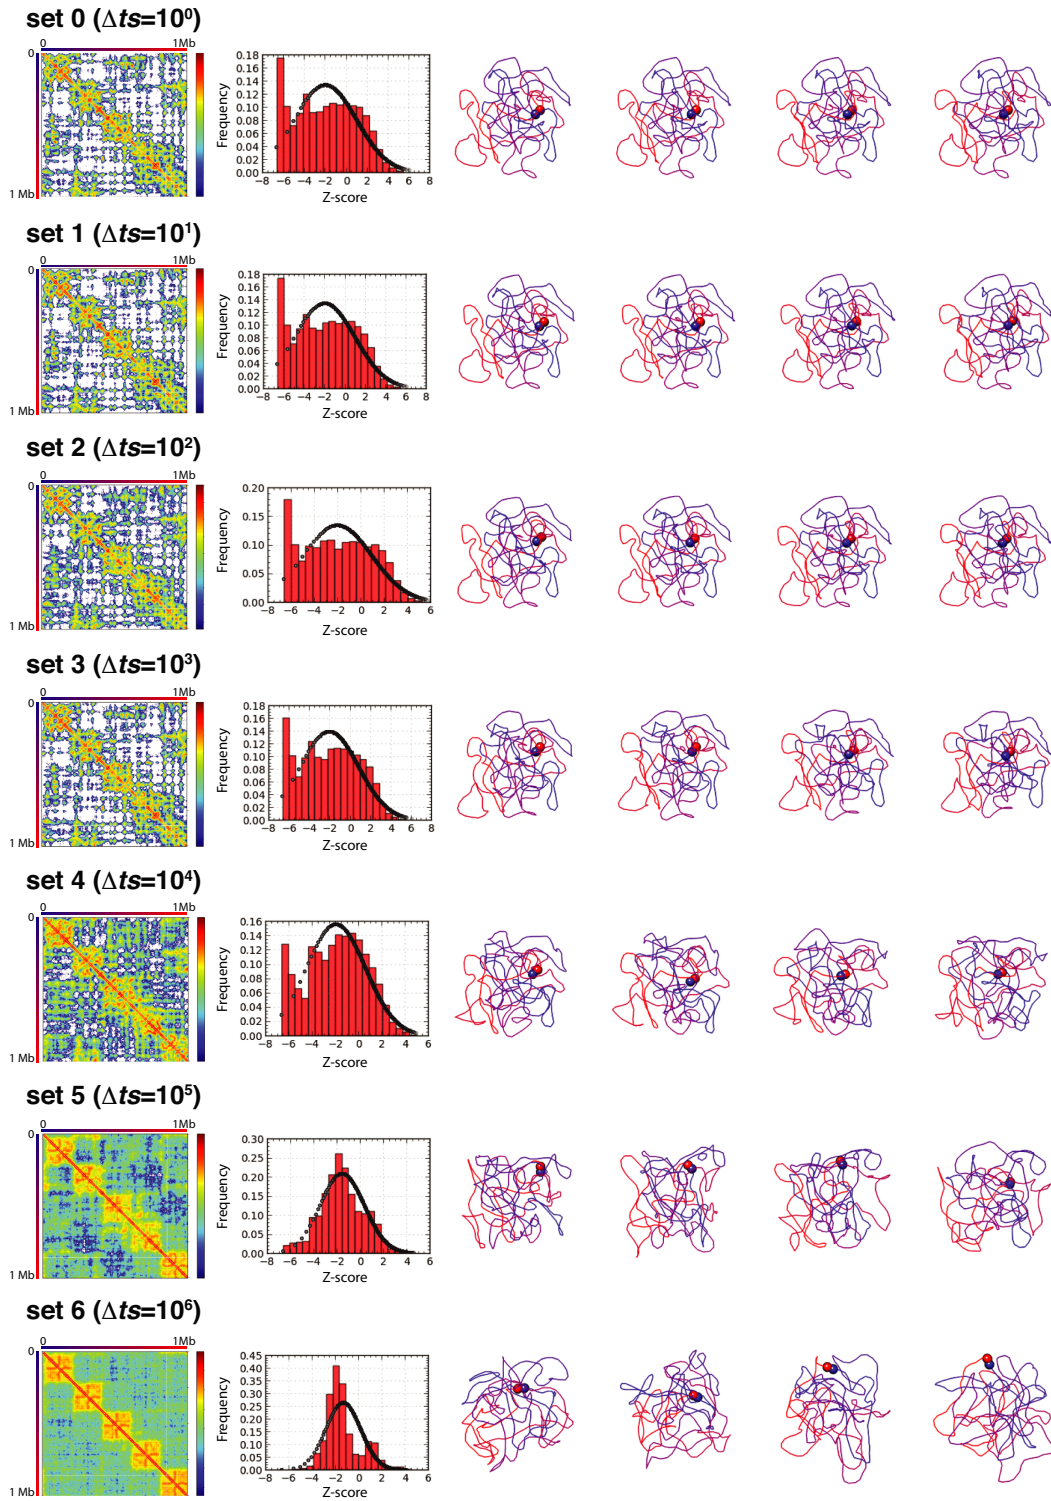 set 0 (Δts=10⁰)
0 1Mb
0
1 Mb
Frequency
0.18
0.16
0.14
0.12
0.10
0.08
0.06
0.04
0.02
0.00
−8 −6 −4 −2 0 2 4 6 8
Z-score
set 1 (Δts=10¹)
0 1Mb
0
1 Mb
Frequency
0.18
0.16
0.14
0.12
0.10
0.08
0.06
0.04
0.02
0.00
−8 −6 −4 −2 0 2 4 6 8
Z-score
set 2 (Δts=10²)
0 1Mb
0
1 Mb
Frequency
0.20
0.15
0.10
0.05
0.00
−8 −6 −4 −2 0 2 4 6
Z-score
set 3 (Δts=10³)
0 1Mb
0
1 Mb
Frequency
0.18
0.16
0.14
0.12
0.10
0.08
0.06
0.04
0.02
0.00
−8 −6 −4 −2 0 2 4 6 8
Z-score
set 4 (Δts=10⁴)
0 1Mb
0
1 Mb
Frequency
0.16
0.14
0.12
0.10
0.08
0.06
0.04
0.02
0.00
−8 −6 −4 −2 0 2 4 6
Z-score
set 5 (Δts=10⁵)
0 1Mb
0
1 Mb
Frequency
0.30
0.25
0.20
0.15
0.10
0.05
0.00
−8 −6 −4 −2 0 2 4 6
Z-score
set 6 (Δts=10⁶)
0 1Mb
0
1 Mb
Frequency
0.45
0.40
0.35
0.30
0.25
0.20
0.15
0.10
0.05
0.00
−8 −6 −4 −2 0 2 4 6 8
Z-score